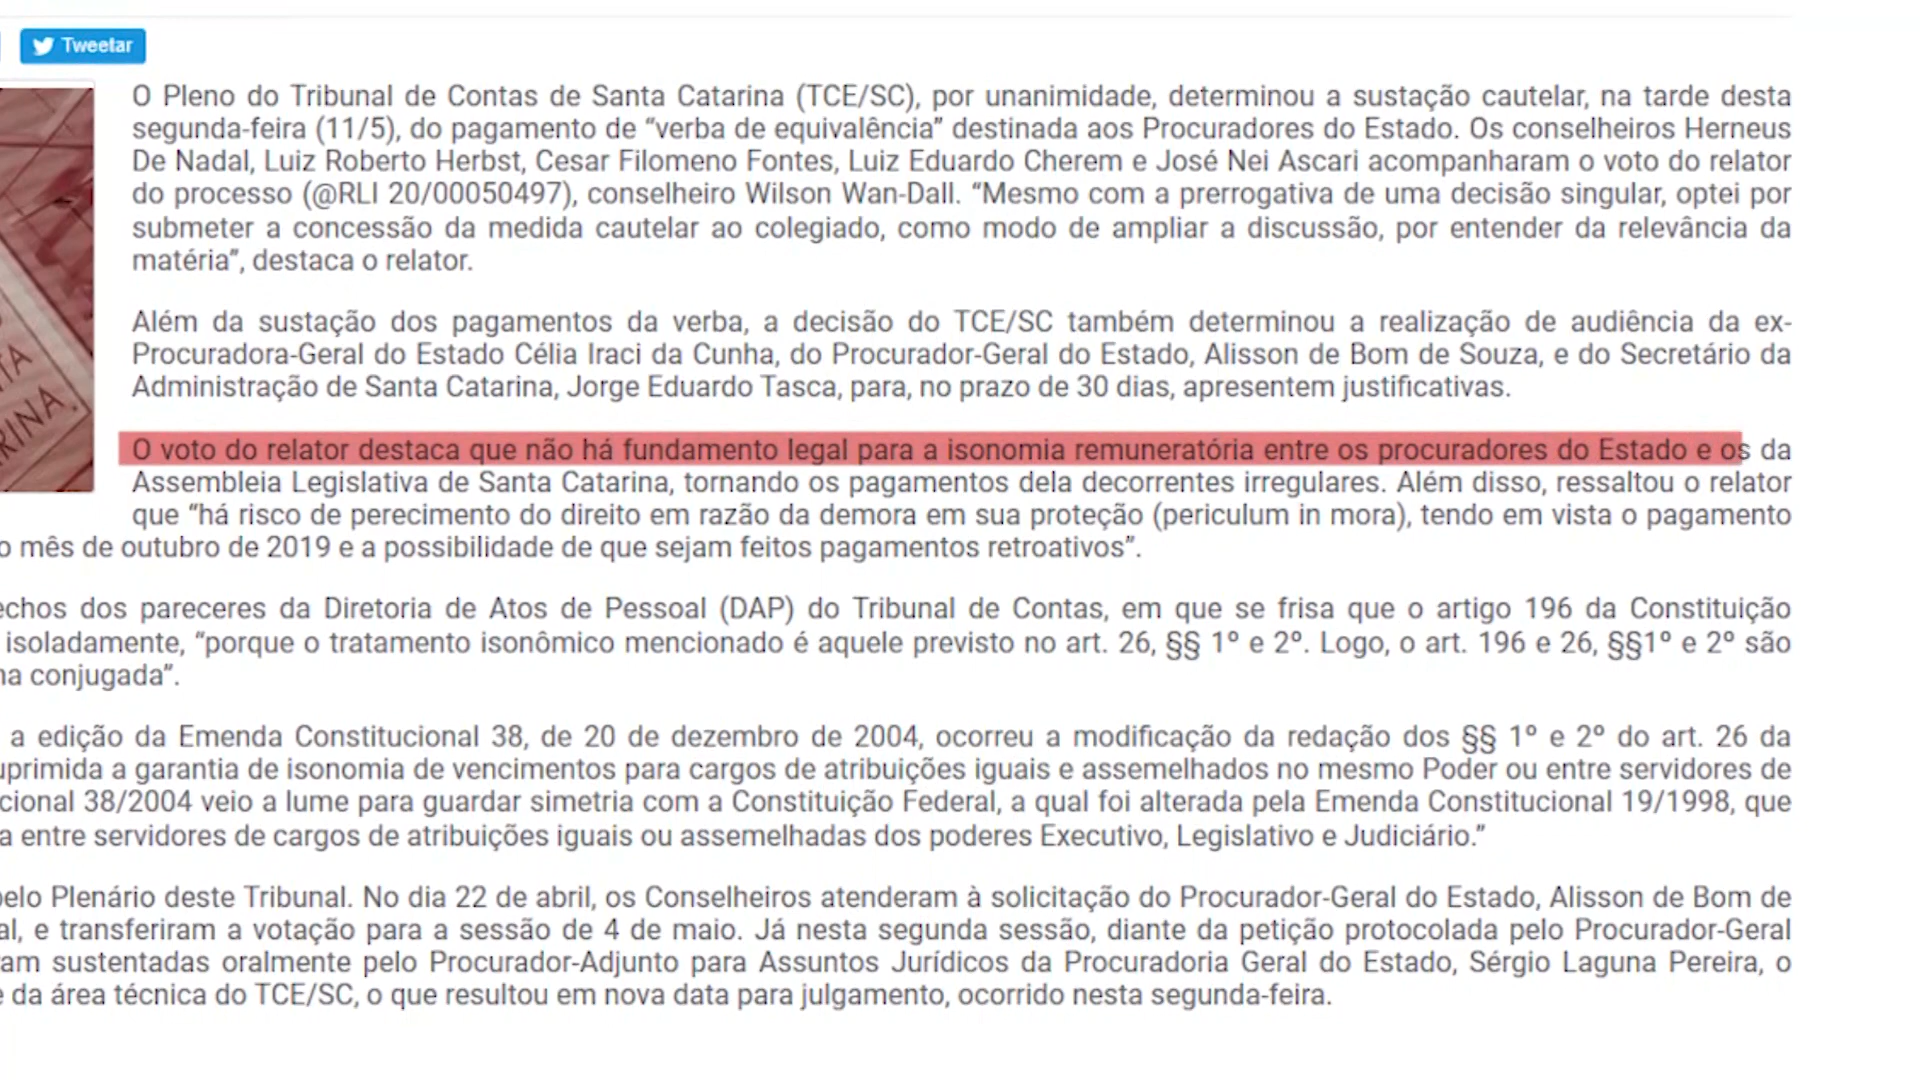 Tweetar
O Pleno do Tribunal de Contas de Santa Catarina (TCE/SC), por unanimidade, determinou a sustação cautelar, na tarde desta
segunda-feira (11/5), do pagamento de “verba de equivalência” destinada aos Procuradores do Estado. Os conselheiros Herneus
De Nadal, Luiz Roberto Herbst, Cesar Filomeno Fontes, Luiz Eduardo Cherem e José Nei Ascari acompanharam o voto do relator
do processo (@RLI 20/00050497), conselheiro Wilson Wan-Dall. “Mesmo com a prerrogativa de uma decisão singular, optei por
submeter a concessão da medida cautelar ao colegiado, como modo de ampliar a discussão, por entender da relevância da
matéria”, destaca o relator.
Além da sustação dos pagamentos da verba, a decisão do TCE/SC também determinou a realização de audiência da ex-
Procuradora-Geral do Estado Célia Iraci da Cunha, do Procurador-Geral do Estado, Alisson de Bom de Souza, e do Secretário da
Administração de Santa Catarina, Jorge Eduardo Tasca, para, no prazo de 30 dias, apresentem justificativas.
O voto do relator destaca que não há fundamento legal para a isonomia remuneratória entre os procuradores do Estado e os da
Assembleia Legislativa de Santa Catarina, tornando os pagamentos dela decorrentes irregulares. Além disso, ressaltou o relator
que “há risco de perecimento do direito em razão da demora em sua proteção (periculum in mora), tendo em vista o pagamento
o mês de outubro de 2019 e a possibilidade de que sejam feitos pagamentos retroativos”.
echos dos pareceres da Diretoria de Atos de Pessoal (DAP) do Tribunal de Contas, em que se frisa que o artigo 196 da Constituição
isoladamente, “porque o tratamento isonômico mencionado é aquele previsto no art. 26, §§ 1º e 2º. Logo, o art. 196 e 26, §§1º e 2º são
na conjugada”.
a edição da Emenda Constitucional 38, de 20 de dezembro de 2004, ocorreu a modificação da redação dos §§ 1º e 2º do art. 26 da
uprimida a garantia de isonomia de vencimentos para cargos de atribuições iguais e assemelhados no mesmo Poder ou entre servidores de
cional 38/2004 veio a lume para guardar simetria com a Constituição Federal, a qual foi alterada pela Emenda Constitucional 19/1998, que
a entre servidores de cargos de atribuições iguais ou assemelhadas dos poderes Executivo, Legislativo e Judiciário.”
pelo Plenário deste Tribunal. No dia 22 de abril, os Conselheiros atenderam à solicitação do Procurador-Geral do Estado, Alisson de Bom de
al, e transferiram a votação para a sessão de 4 de maio. Já nesta segunda sessão, diante da petição protocolada pelo Procurador-Geral
ram sustentadas oralmente pelo Procurador-Adjunto para Assuntos Jurídicos da Procuradoria Geral do Estado, Sérgio Laguna Pereira, o
e da área técnica do TCE/SC, o que resultou em nova data para julgamento, ocorrido nesta segunda-feira.